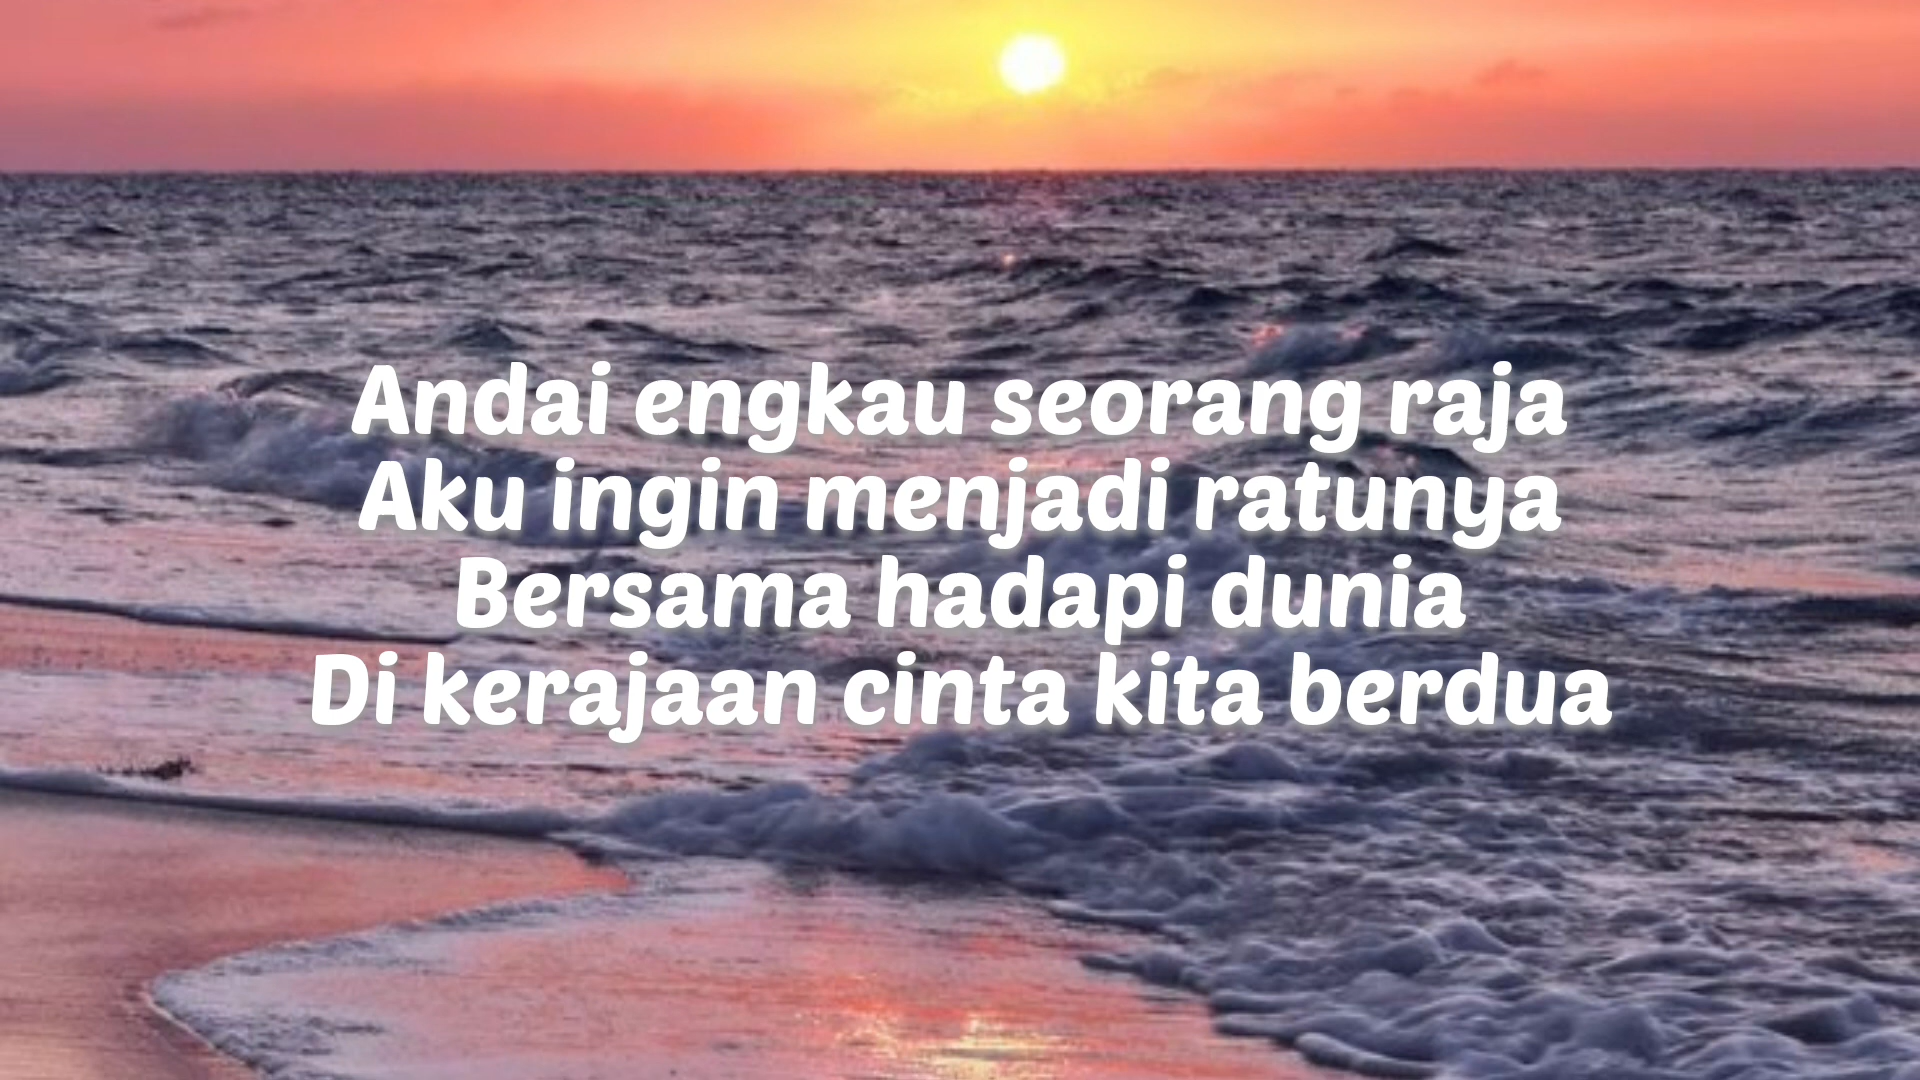 Andai engkau seorang raja
Aku ingin menjadi ratunya
Bersama hadapi dunia
Di kerajaan cinta kita berdua